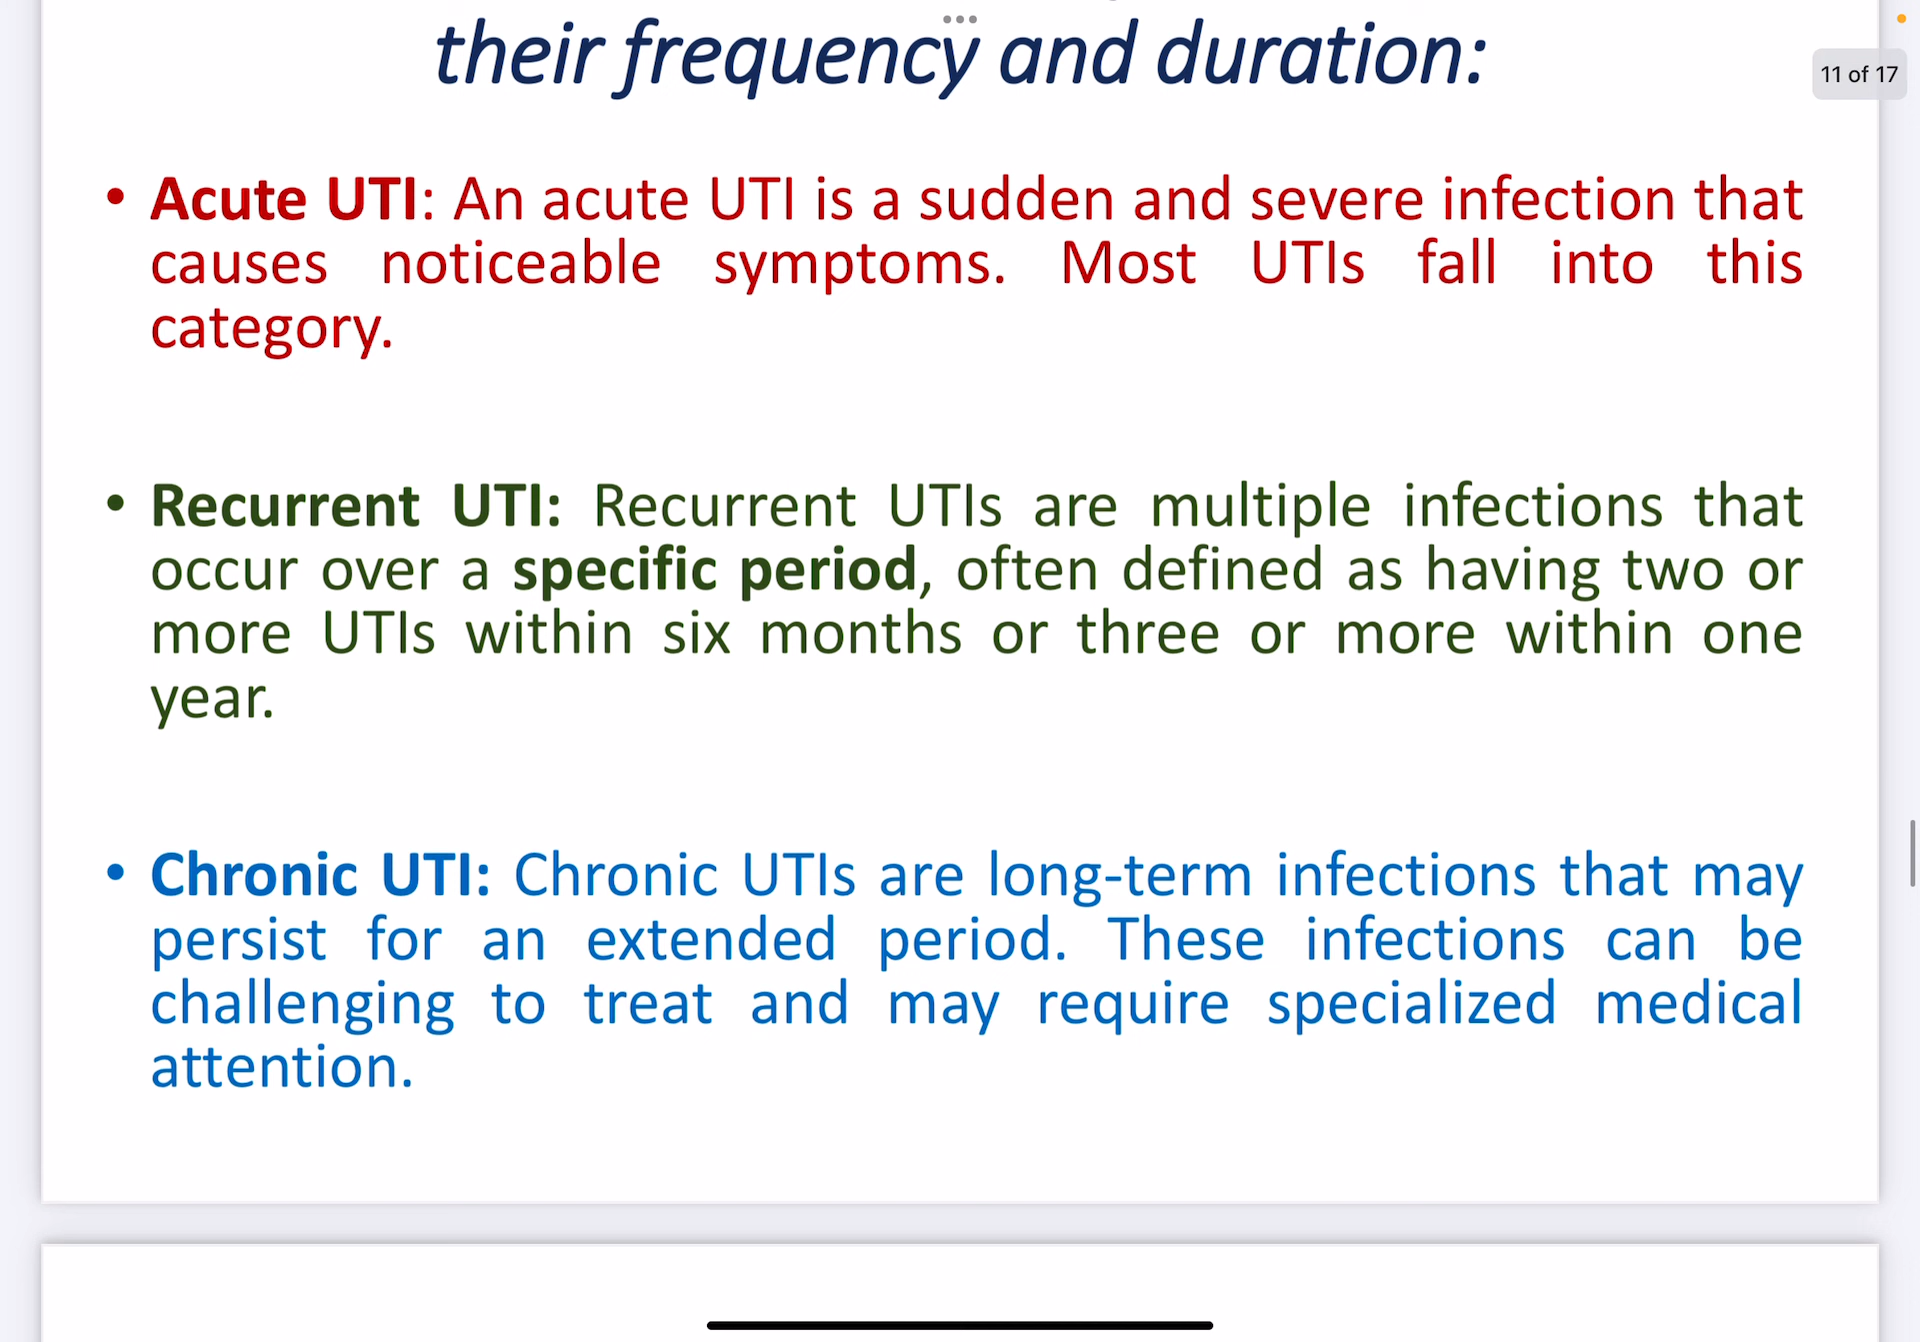 their frequency and duration:
11 of 17
• Acute UTI: An acute UTI is a sudden and severe infection that
causes noticeable symptoms. Most UTIs fall into this
category.
• Recurrent UTI: Recurrent UTIs are multiple infections that
occur over a specific period, often defined as having two or
more UTIs within six months or three or more within one
year.
• Chronic UTI: Chronic UTIs are long-term infections that may
persist for an extended period. These infections can be
challenging to treat and may require specialized medical
attention.